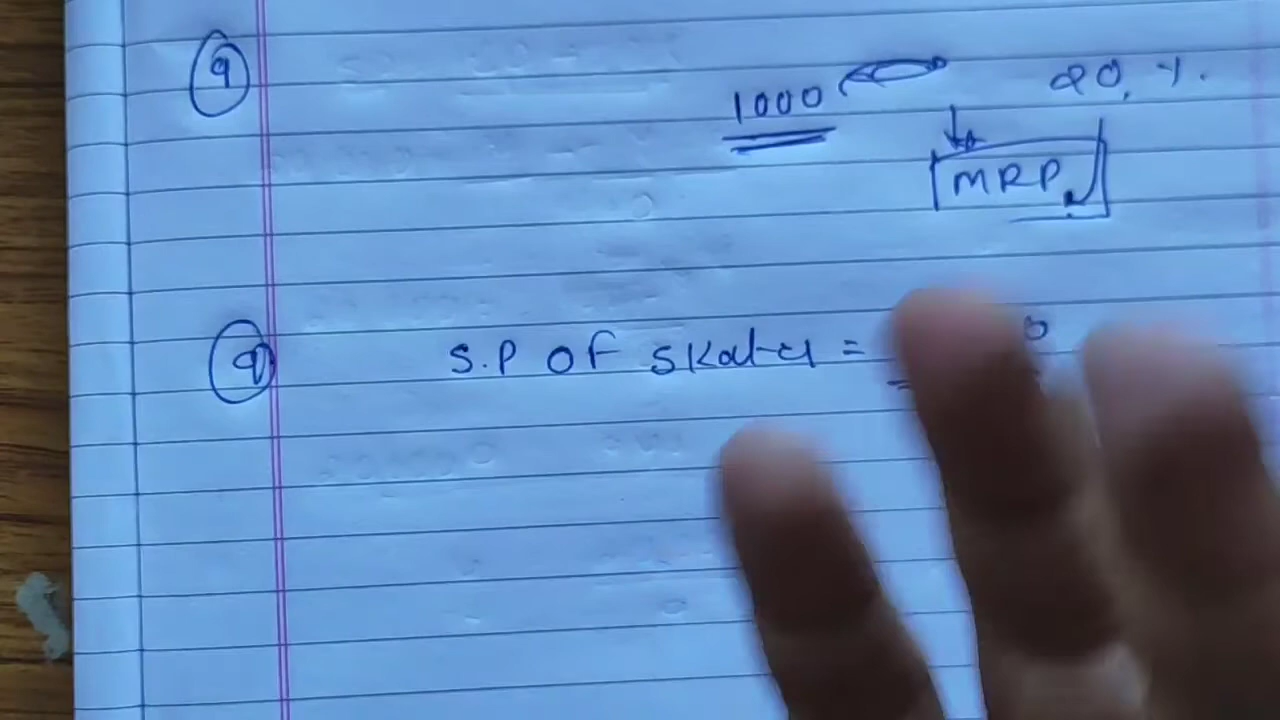 9
1000 20%.
MRP
9 S.P OF Skates =